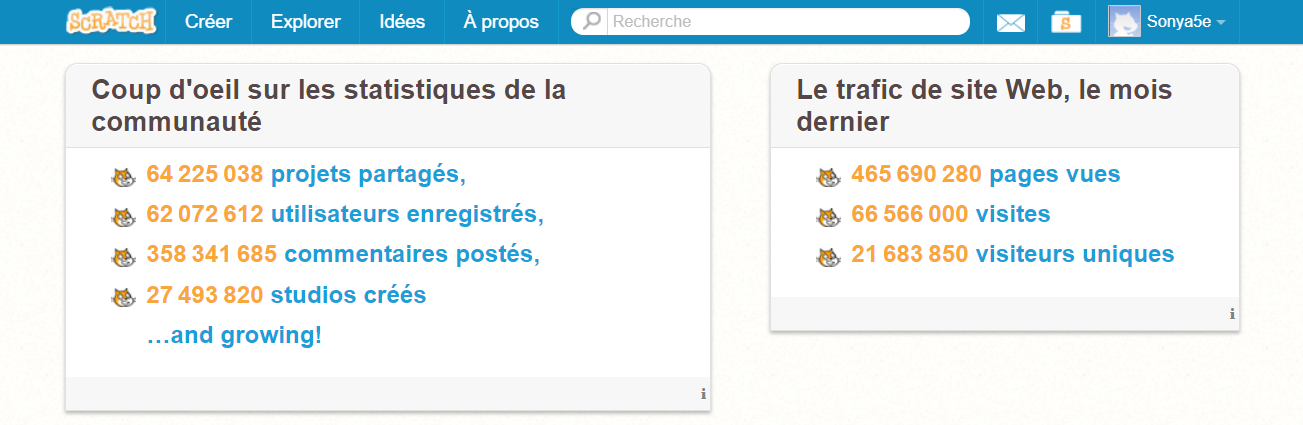 SCRATCH Créer Explorer Idées À propos Recherche S Sonya5e
Coup d'oeil sur les statistiques de la
communauté
64 225 038 projets partagés,
62 072 612 utilisateurs enregistrés,
358 341 685 commentaires postés,
27 493 820 studios créés
…and growing!
i
Le trafic de site Web, le mois
dernier
465 690 280 pages vues
66 566 000 visites
21 683 850 visiteurs uniques
i